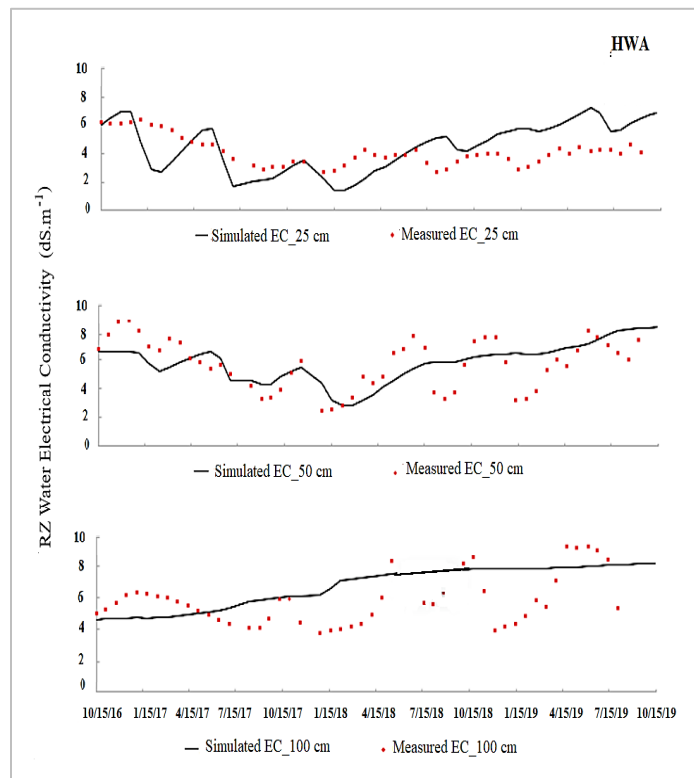 HWA
RZ Water Electrical Conductivity (dS.m⁻¹)
10
8
6
4
2
0
Simulated EC_25 cm
Measured EC_25 cm
10
8
6
4
2
0
Simulated EC_50 cm
Measured EC_50 cm
10
8
6
4
2
0
10/15/16 1/15/17 4/15/17 7/15/17 10/15/17 1/15/18 4/15/18 7/15/18 10/15/18 1/15/19 4/15/19 7/15/19 10/15/19
Simulated EC_100 cm
Measured EC_100 cm